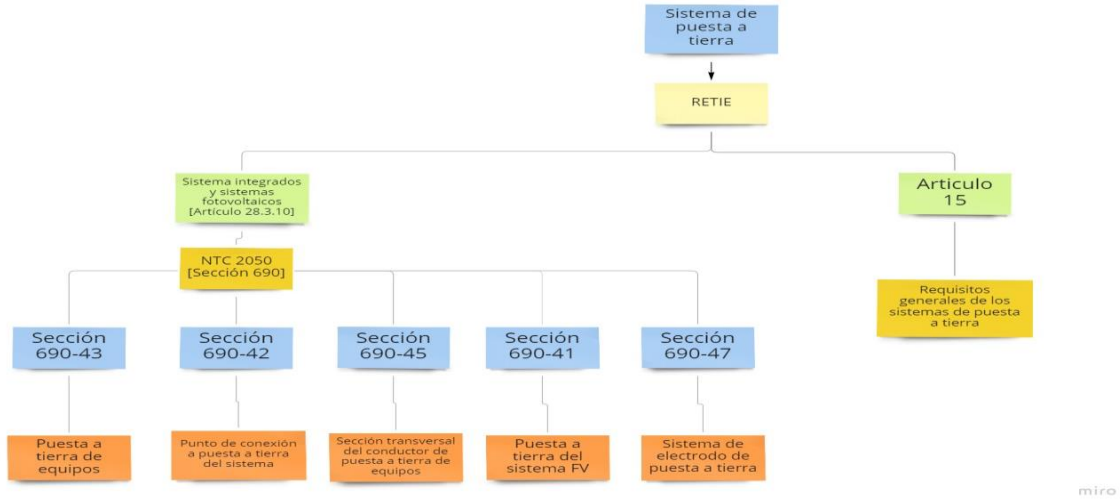 Sistema de
puesta a
tierra
RETIE
Sistema integrados
y sistemas
fotovoltaicos
[Artículo 28.3.10]
Articulo
15
NTC 2050
[Sección 690]
Requisitos
generales de los
sistemas de puesta
a tierra
Sección
690-43
Sección
690-42
Sección
690-45
Sección
690-41
Sección
690-47
Puesta a
tierra de
equipos
Punto de conexión
a puesta a tierra
del sistema
Sección transversal
del conductor de
puesta a tierra de
equipos
Puesta a
tierra del
sistema FV
Sistema de
electrodo de
puesta a tierra
miro